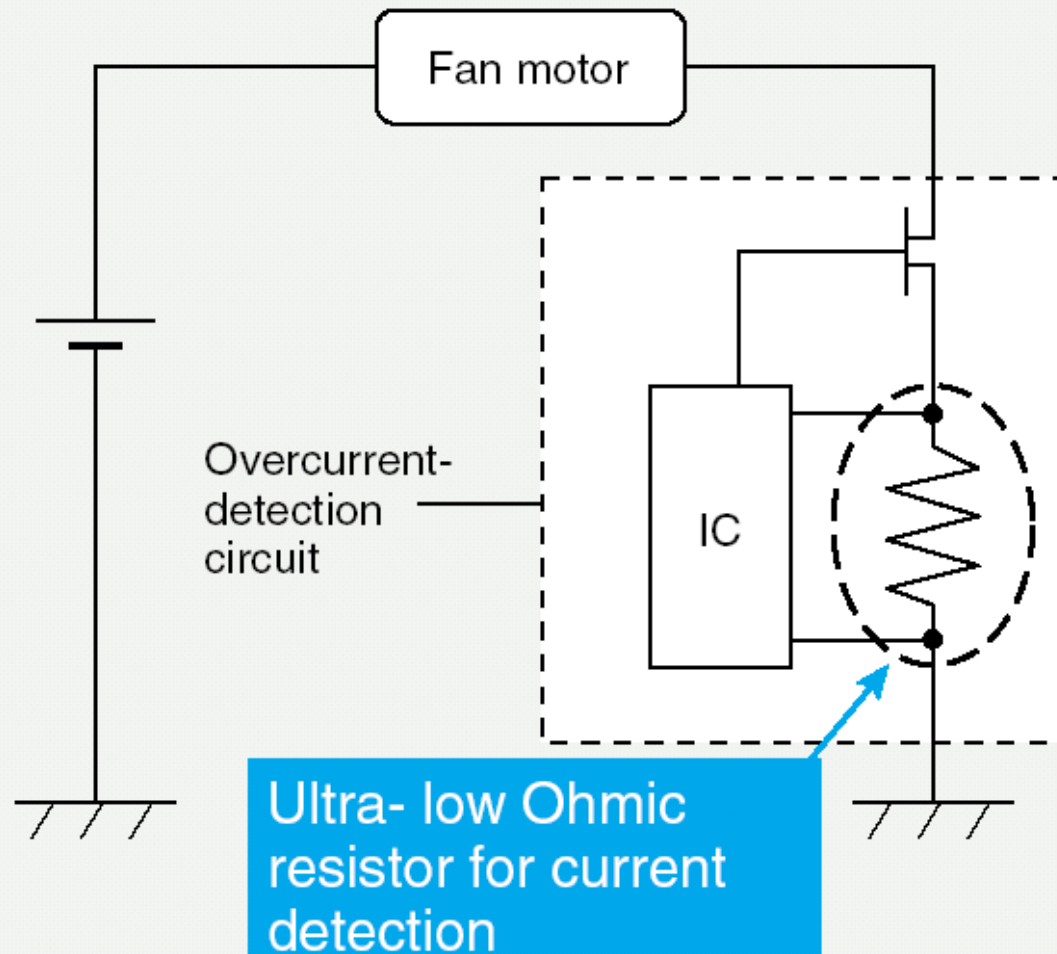 Fan motor
Overcurrent-
detection
circuit
IC
Ultra- low Ohmic
resistor for current
detection